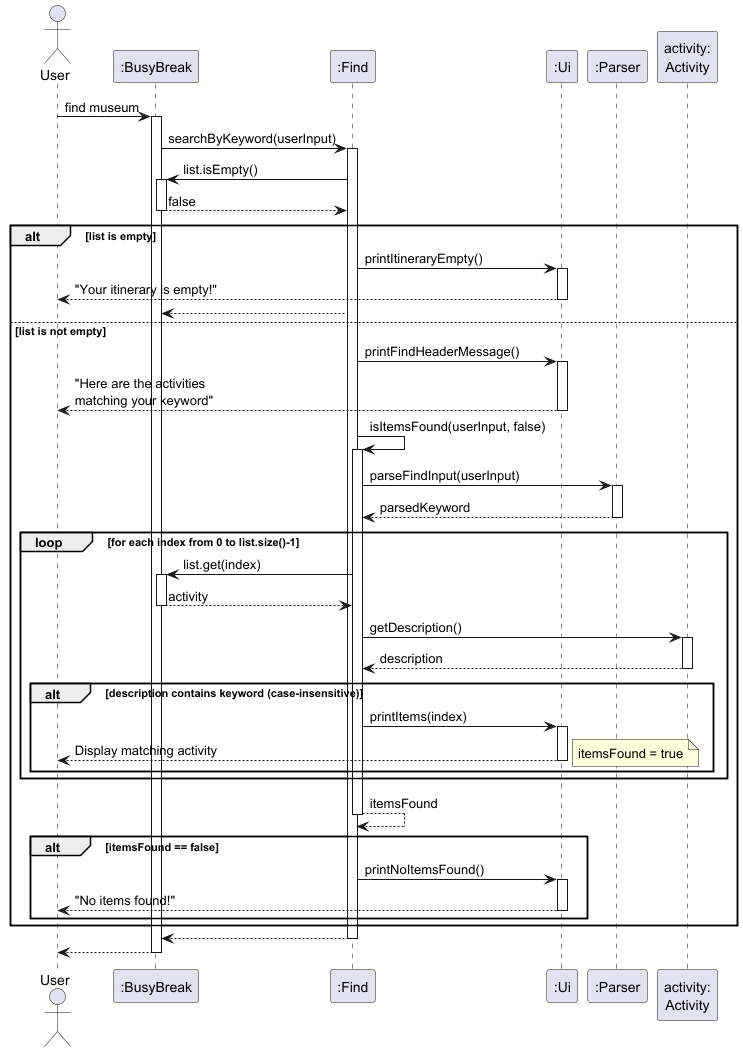 User
:BusyBreak
:Find
:Ui
:Parser
activity:
Activity
find museum
searchByKeyword(userInput)
list.isEmpty()
false
alt
[list is empty]
printItineraryEmpty()
"Your itinerary is empty!"
[list is not empty]
printFindHeaderMessage()
"Here are the activities
matching your keyword"
isItemsFound(userInput, false)
parseFindInput(userInput)
parsedKeyword
loop
[for each index from 0 to list.size()-1]
list.get(index)
activity
getDescription()
description
alt
[description contains keyword (case-insensitive)]
printItems(index)
Display matching activity
itemsFound = true
itemsFound
alt
[itemsFound == false]
printNoItemsFound()
"No items found!"
User
:BusyBreak
:Find
:Ui
:Parser
activity:
Activity